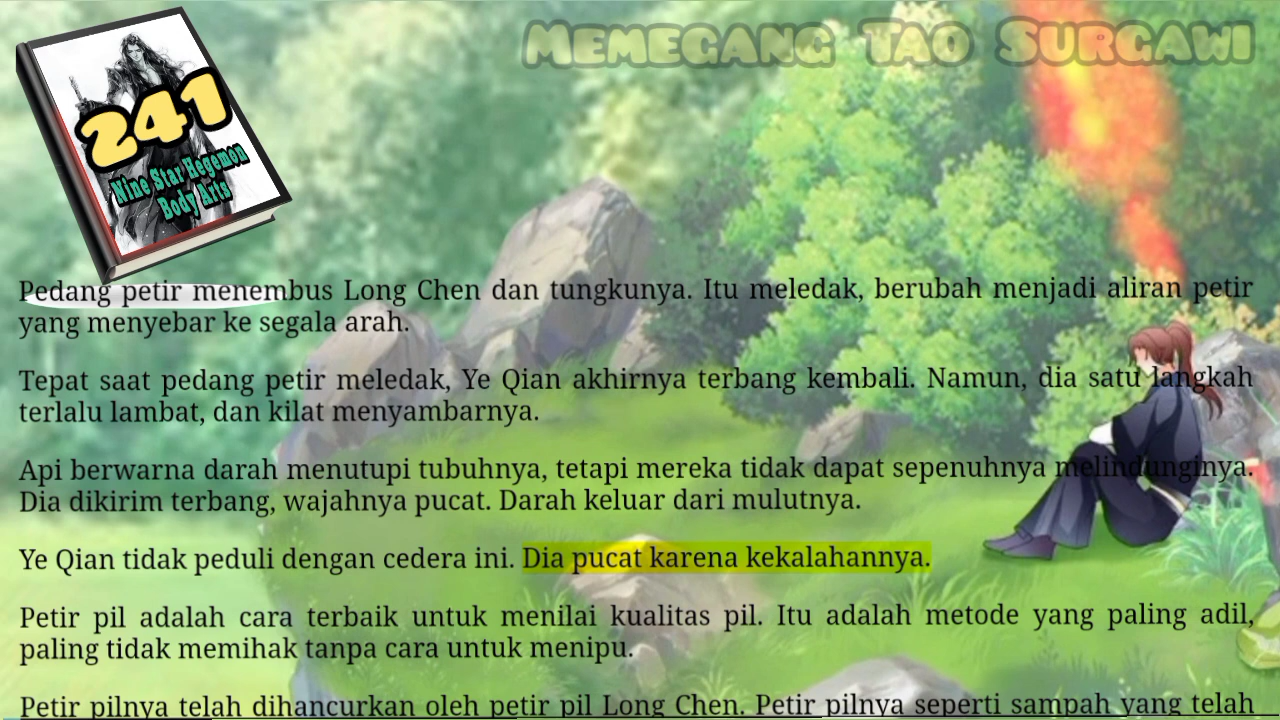 Memegang Tao Surgawi
241
Nine Star Hegemon
Body Arts
Pedang petir menembus Long Chen dan tungkunya. Itu meledak, berubah menjadi aliran petir
yang menyebar ke segala arah.
Tepat saat pedang petir meledak, Ye Qian akhirnya terbang kembali. Namun, dia satu langkah
terlalu lambat, dan kilat menyambarnya.
Api berwarna darah menutupi tubuhnya, tetapi mereka tidak dapat sepenuhnya melindunginya.
Dia dikirim terbang, wajahnya pucat. Darah keluar dari mulutnya.
Ye Qian tidak peduli dengan cedera ini. Dia pucat karena kekalahannya.
Petir pil adalah cara terbaik untuk menilai kualitas pil. Itu adalah metode yang paling adil,
paling tidak memihak tanpa cara untuk menipu.
Petir pilnya telah dihancurkan oleh petir pil Long Chen. Petir pilnya seperti sampah yang telah